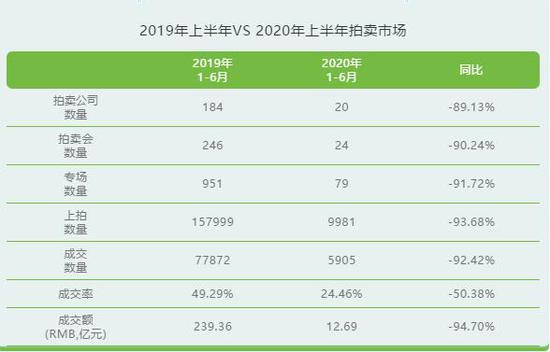 2019年上半年VS 2020年上半年拍卖市场
2019年 2020年 同比
1-6月 1-6月
拍卖公司
数量 184 20 -89.13%
拍卖会
数量 246 24 -90.24%
专场
数量 951 79 -91.72%
上拍
数量 157999 9981 -93.68%
成交
数量 77872 5905 -92.42%
成交率 49.29% 24.46% -50.38%
成交额
(RMB,亿元) 239.36 12.69 -94.70%